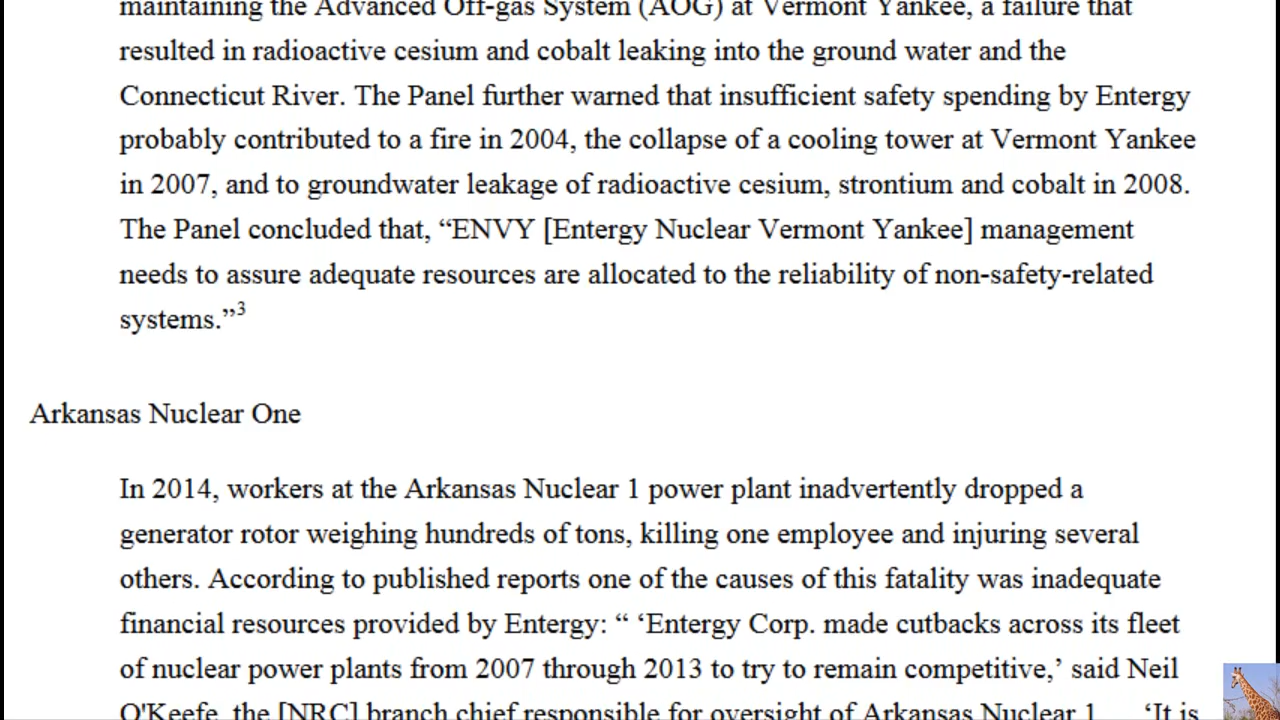 maintaining the Advanced Off-gas System (AOG) at Vermont Yankee, a failure that
resulted in radioactive cesium and cobalt leaking into the ground water and the
Connecticut River. The Panel further warned that insufficient safety spending by Entergy
probably contributed to a fire in 2004, the collapse of a cooling tower at Vermont Yankee
in 2007, and to groundwater leakage of radioactive cesium, strontium and cobalt in 2008.
The Panel concluded that, “ENVY [Entergy Nuclear Vermont Yankee] management
needs to assure adequate resources are allocated to the reliability of non-safety-related
systems.”3
Arkansas Nuclear One
In 2014, workers at the Arkansas Nuclear 1 power plant inadvertently dropped a
generator rotor weighing hundreds of tons, killing one employee and injuring several
others. According to published reports one of the causes of this fatality was inadequate
financial resources provided by Entergy: “ ‘Entergy Corp. made cutbacks across its fleet
of nuclear power plants from 2007 through 2013 to try to remain competitive,’ said Neil
O'Keefe, the [NRC] branch chief responsible for oversight of Arkansas Nuclear 1 ... ‘It is